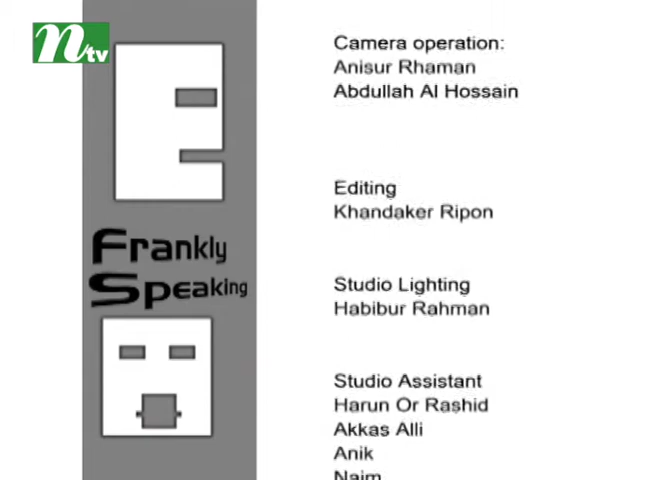 ntv
Frankly
Speaking
Camera operation:
Anisur Rhaman
Abdullah Al Hossain
Editing
Khandaker Ripon
Studio Lighting
Habibur Rahman
Studio Assistant
Harun Or Rashid
Akkas Alli
Anik
Naim